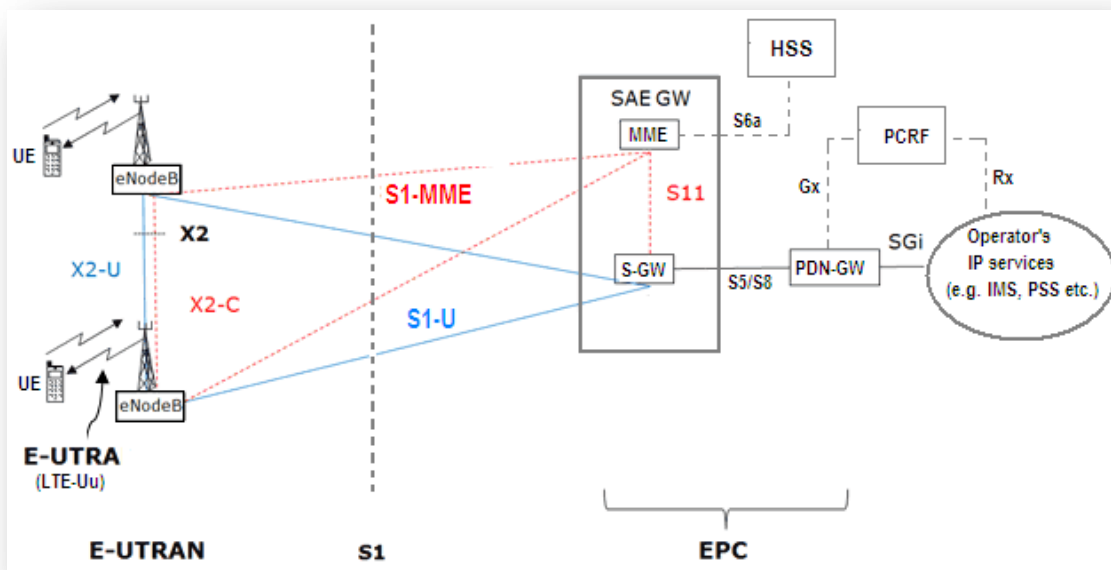 HSS
SAE GW
MME
S6a
PCRF
UE
eNodeB
S1-MME
S11
Gx
Rx
X2
SGi
Operator's
IP services
(e.g. IMS, PSS etc.)
X2-U
S-GW
S5/S8
PDN-GW
X2-C
S1-U
UE
eNodeB
E-UTRA
(LTE-Uu)
E-UTRAN
S1
EPC